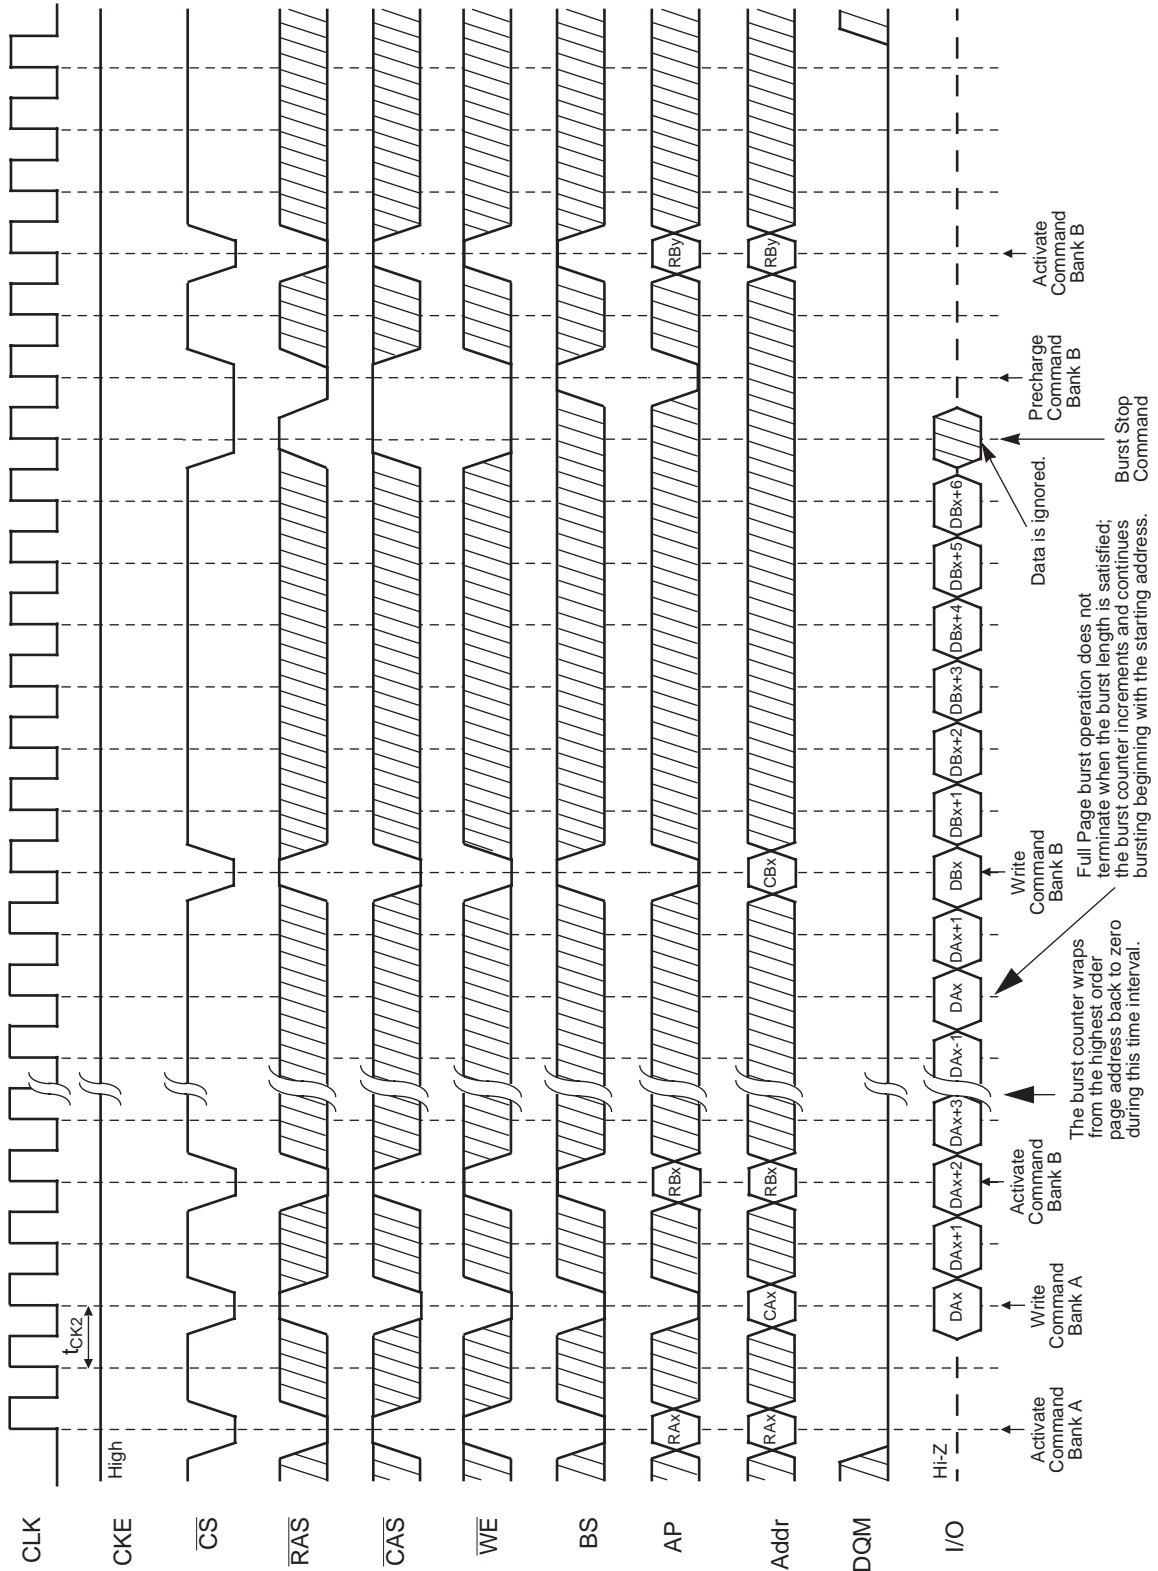 CLK
CKE
High
CS
RAS
CAS
WE
BS
AP
Addr
DQM
I/O
Hi-Z
tCK2
RAx
RBx
RBy
RAx
CAx
RBx
CBx
RBy
DAx
DAx+1
DAx+2
DAx+3
DAx-1
DAx
DAx+1
DBx
DBx+1
DBx+2
DBx+3
DBx+4
DBx+5
DBx+6
Activate
Command
Bank A
Write
Command
Bank A
Activate
Command
Bank B
Write
Command
Bank B
Precharge
Command
Bank B
Activate
Command
Bank B
The burst counter wraps
from the highest order
page address back to zero
during this time interval.
Full Page burst operation does not
terminate when the burst length is satisfied;
the burst counter increments and continues
bursting beginning with the starting address.
Data is ignored.
Burst Stop
Command